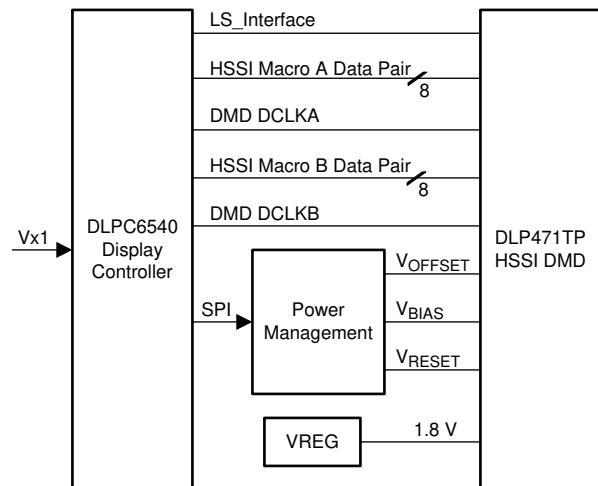 LS_Interface
HSSI Macro A Data Pair
8
DMD DCLKA
HSSI Macro B Data Pair
8
DMD DCLKB
Vx1
DLPC6540
Display
Controller
DLP471TP
HSSI DMD
SPI
Power
Management
VOFFSET
VBIAS
VRESET
VREG
1.8 V